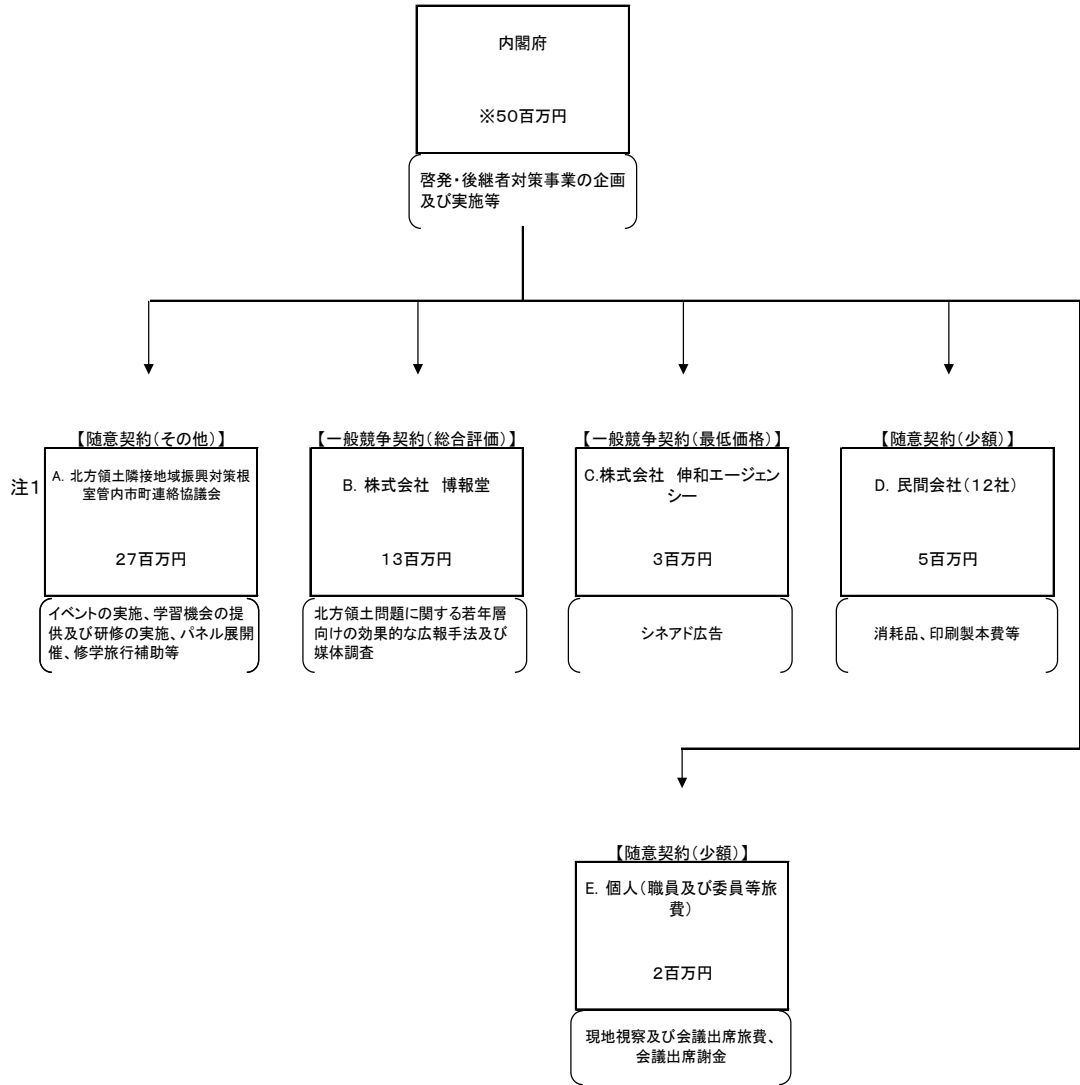 内閣府
※50百万円
啓発・後継者対策事業の企画
及び実施等
【随意契約(その他)】
注1
A. 北方領土隣接地域振興対策根
室管内市町連絡協議会
27百万円
イベントの実施、学習機会の提
供及び研修の実施、パネル展開
催、修学旅行補助等
【一般競争契約(総合評価)】
B. 株式会社 博報堂
13百万円
北方領土問題に関する若年層
向けの効果的な広報手法及び
媒体調査
【一般競争契約(最低価格)】
C.株式会社 伸和エージェン
シー
3百万円
シネアド広告
【随意契約(少額)】
D. 民間会社(12社)
5百万円
消耗品、印刷製本費等
【随意契約(少額)】
E. 個人(職員及び委員等旅
費)
2百万円
現地視察及び会議出席旅費、
会議出席謝金